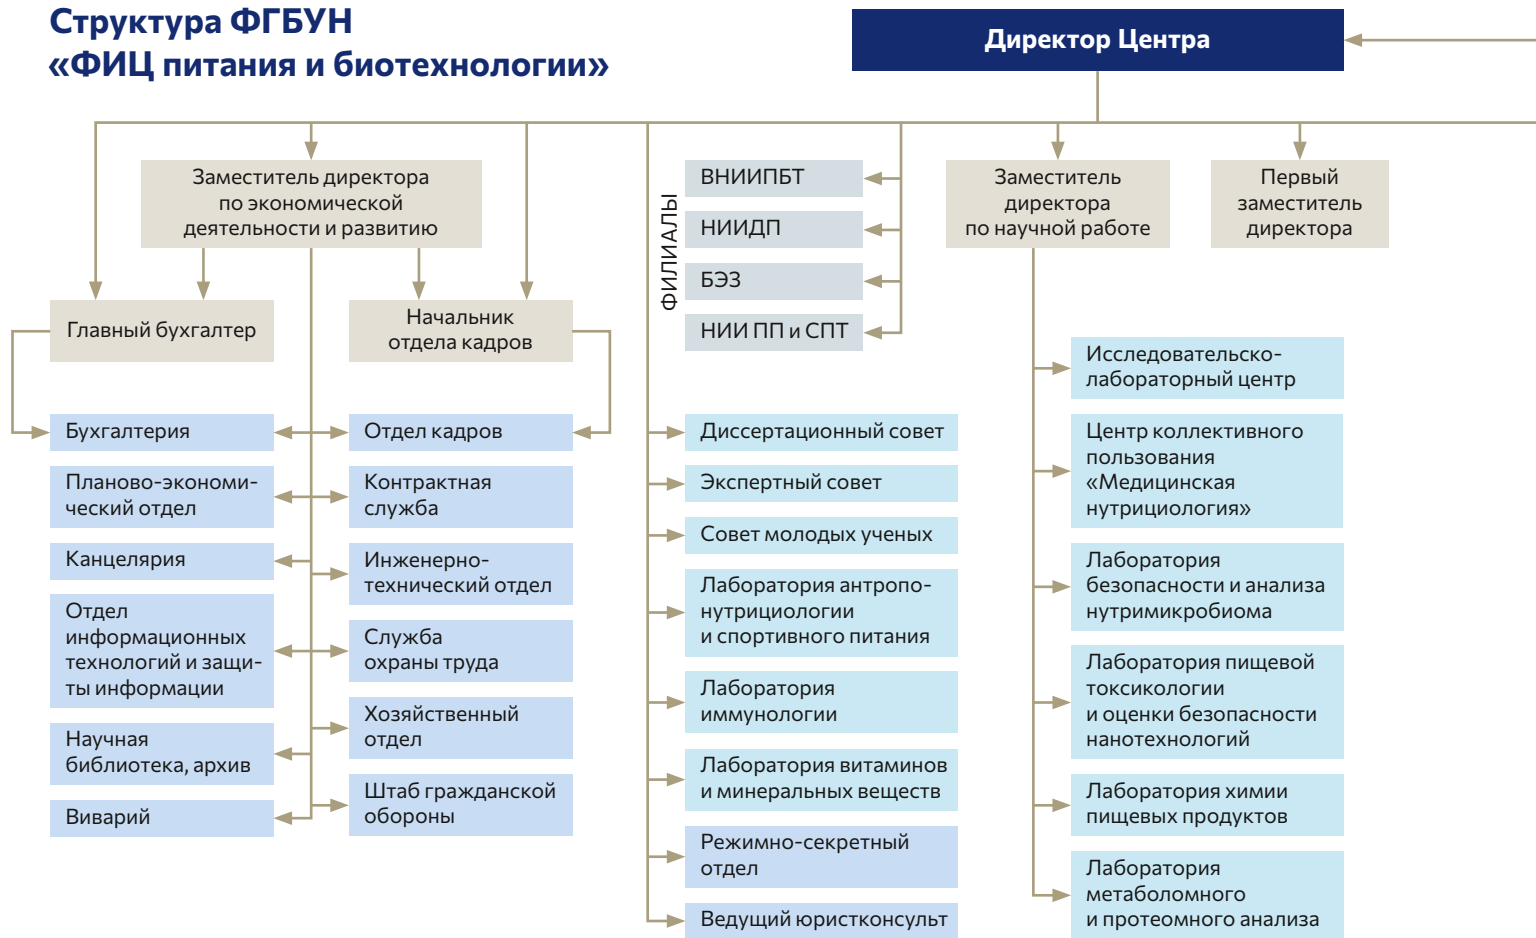 Структура ФГБУН
«ФИЦ питания и биотехнологии»
Директор Центра
Заместитель директора
по экономической
деятельности и развитию
Главный бухгалтер
Начальник
отдела кадров
Бухгалтерия
Планово-экономи-
ческий отдел
Канцелярия
Отдел
информационных
технологий и защи-
ты информации
Научная
библиотека, архив
Виварий
Отдел кадров
Контрактная
служба
Инженерно-
технический отдел
Служба
охраны труда
Хозяйственный
отдел
Штаб гражданской
обороны
ФИЛИАЛЫ
ВНИИПБТ
НИИДП
БЭЗ
НИИ ПП и СПТ
Диссертационный совет
Экспертный совет
Совет молодых ученых
Лаборатория антропо-
нутрициологии
и спортивного питания
Лаборатория
иммунологии
Лаборатория витаминов
и минеральных веществ
Режимно-секретный
отдел
Ведущий юристконсульт
Заместитель
директора
по научной работе
Исследовательско-
лабораторный центр
Центр коллективного
пользования
«Медицинская
нутрициология»
Лаборатория
безопасности и анализа
нутримикробиома
Лаборатория пищевой
токсикологии
и оценки безопасности
нанотехнологий
Лаборатория химии
пищевых продуктов
Лаборатория
метаболомного
и протеомного анализа
Первый
заместитель
директора